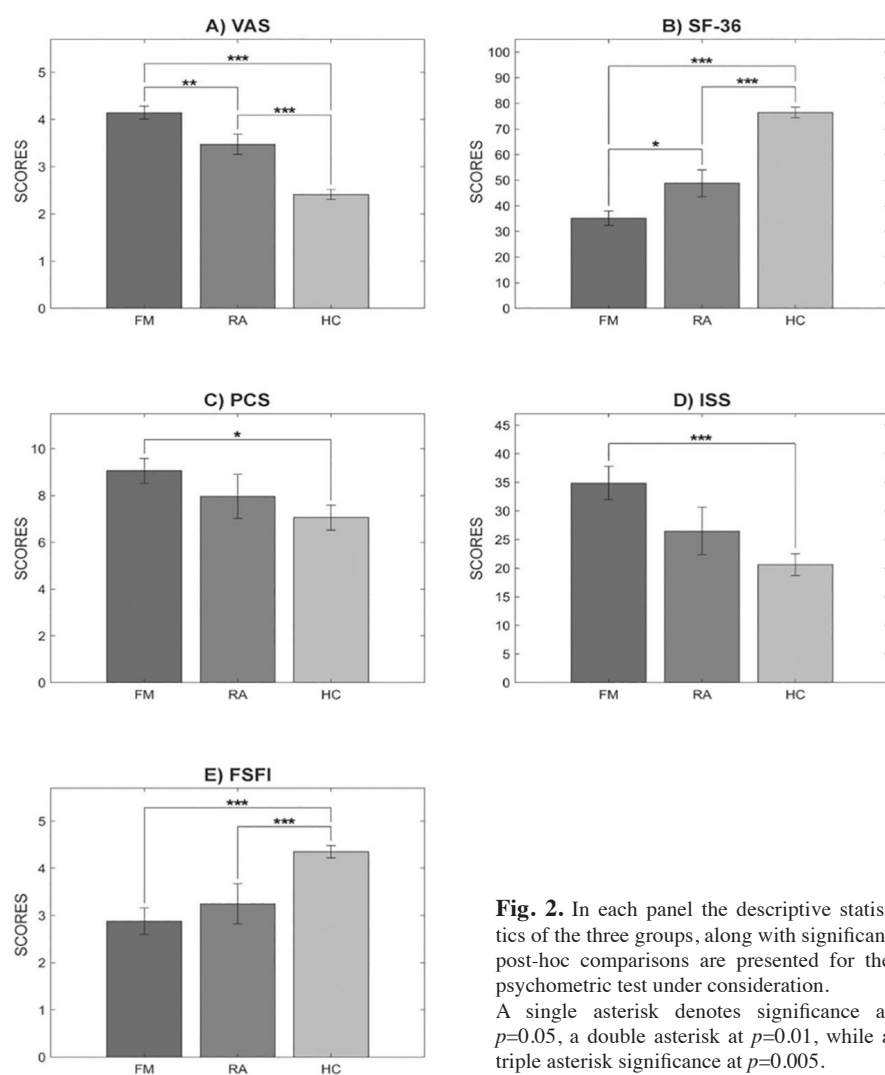 A) VAS
SCORES
5
4
3
2
1
0
***
**
***
FM RA HC
B) SF-36
SCORES
100
90
80
70
60
50
40
30
20
10
0
***
***
*
FM RA HC
C) PCS
SCORES
10
8
6
4
2
0
*
FM RA HC
D) ISS
SCORES
45
40
35
30
25
20
15
10
5
0
***
FM RA HC
E) FSFI
SCORES
5
4
3
2
1
0
***
***
FM RA HC
Fig. 2. In each panel the descriptive statis
tics of the three groups, along with significan
post-hoc comparisons are presented for the
psychometric test under consideration.
A single asterisk denotes significance a
p=0.05, a double asterisk at p=0.01, while a
triple asterisk significance at p=0.005.